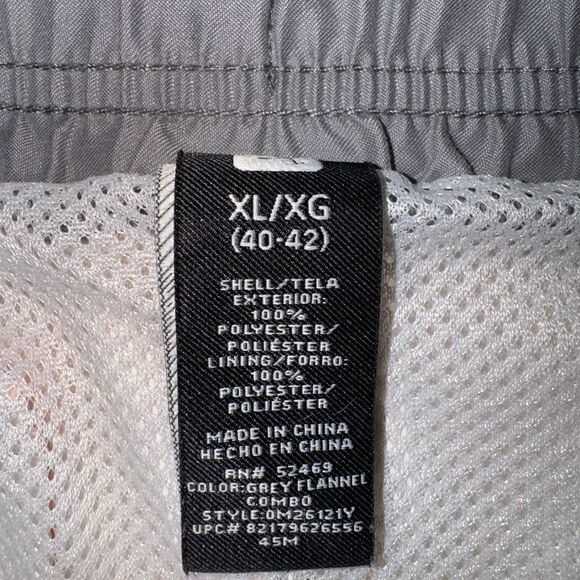 XL/XG
(40-42)
SHELL/TELA
EXTERIOR:
100%
POLYESTER/
POLIÉSTER
LINING/FORRO:
100%
POLYESTER/
POLIÉSTER
MADE IN CHINA
HECHO EN CHINA
RN# 52469
COLOR:GREY FLANNEL
COMBO
STYLE:OM26121Y
UPC# 82179626556
45M